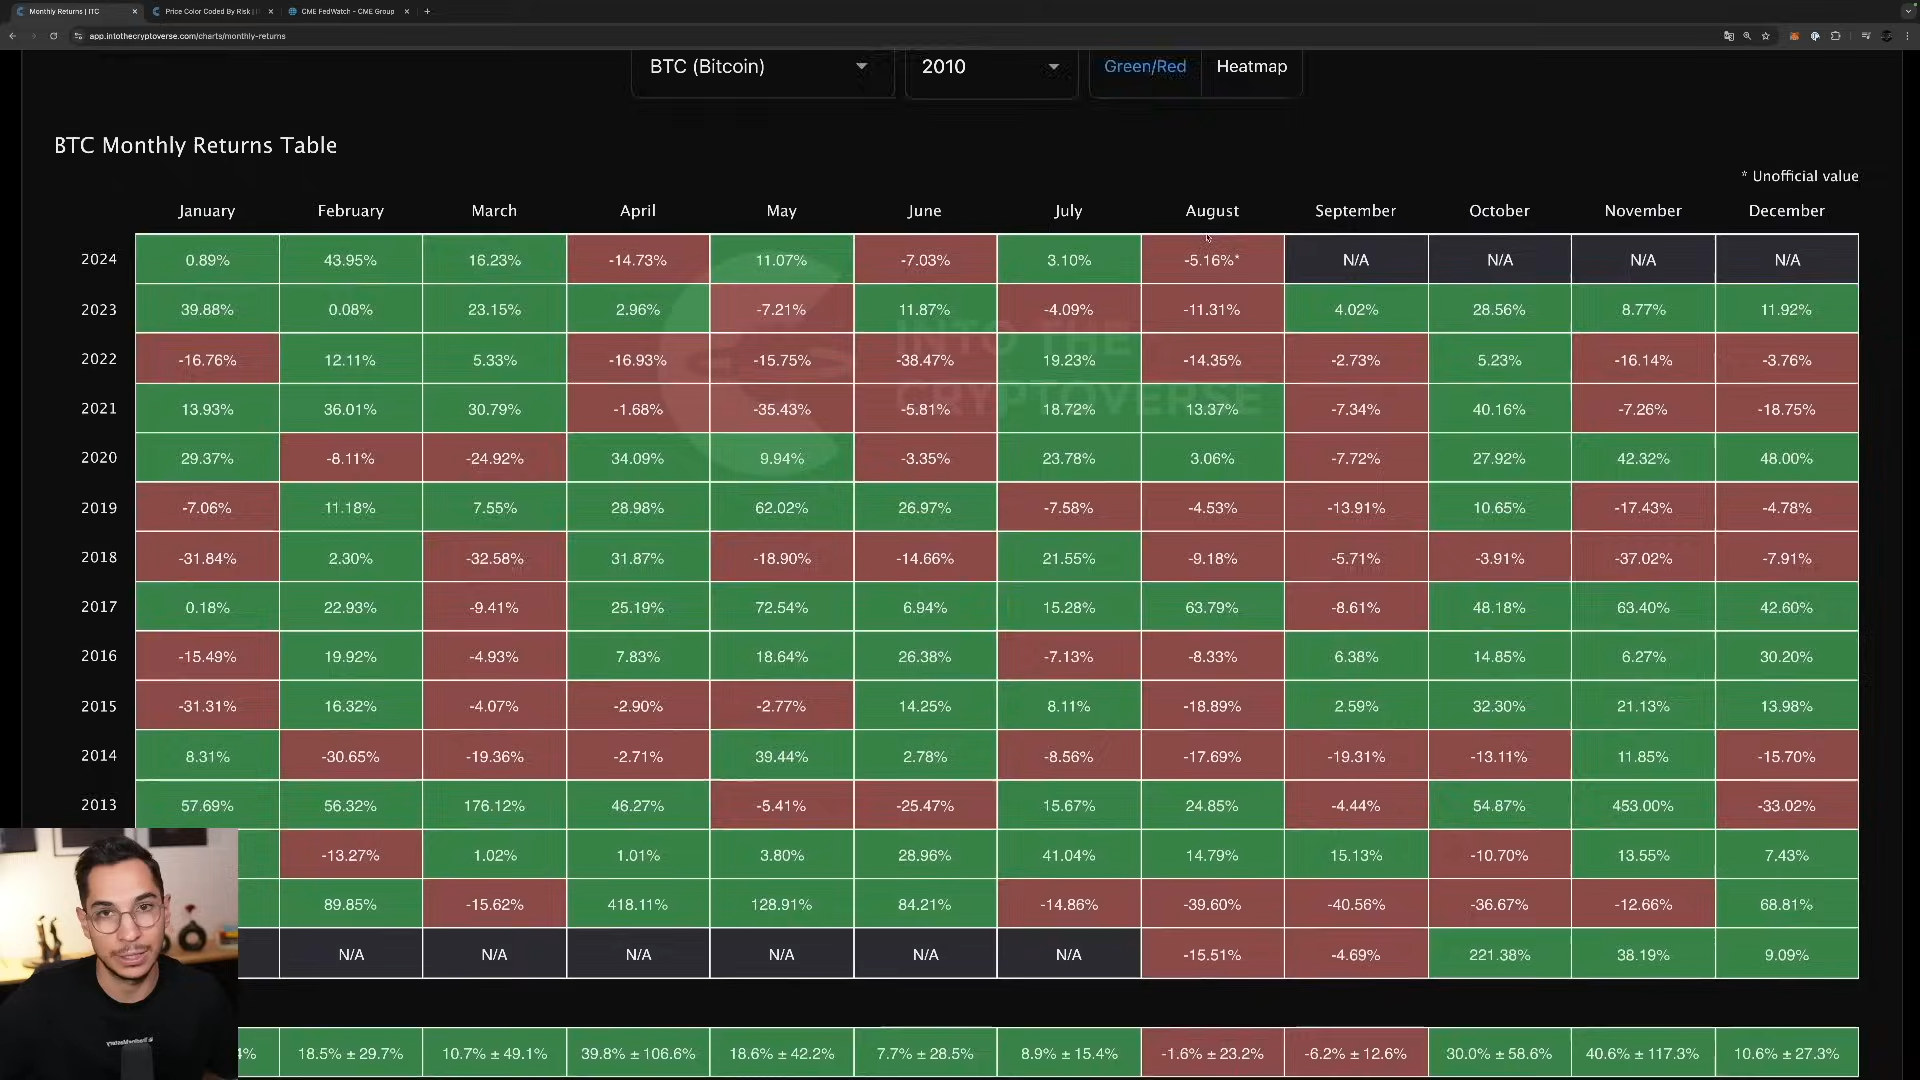 Monthly Returns | ITC
Price Color Coded By Risk |
CME FedWatch - CME Group
app.intothecryptoverse.com/charts/monthly-returns
BTC (Bitcoin)
2010
Green/Red
Heatmap
BTC Monthly Returns Table
* Unofficial value
January February March April May June July August September October November December
2024 0.89% 43.95% 16.23% -14.73% 11.07% -7.03% 3.10% -5.16%* N/A N/A N/A N/A
2023 39.88% 0.08% 23.15% 2.96% -7.21% 11.87% -4.09% -11.31% 4.02% 28.56% 8.77% 11.92%
2022 -16.76% 12.11% 5.33% -16.93% -15.75% -38.47% 19.23% -14.35% -2.73% 5.23% -16.14% -3.76%
2021 13.93% 36.01% 30.79% -1.68% -35.43% -5.81% 18.72% 13.37% -7.34% 40.16% -7.26% -18.75%
2020 29.37% -8.11% -24.92% 34.09% 9.94% -3.35% 23.78% 3.06% -7.72% 27.92% 42.32% 48.00%
2019 -7.06% 11.18% 7.55% 28.98% 62.02% 26.97% -7.58% -4.53% -13.91% 10.65% -17.43% -4.78%
2018 -31.84% 2.30% -32.58% 31.87% -18.90% -14.66% 21.55% -9.18% -5.71% -3.91% -37.02% -7.91%
2017 0.18% 22.93% -9.41% 25.19% 72.54% 6.94% 15.28% 63.79% -8.61% 48.18% 63.40% 42.60%
2016 -15.49% 19.92% -4.93% 7.83% 18.64% 26.38% -7.13% -8.33% 6.38% 14.85% 6.27% 30.20%
2015 -31.31% 16.32% -4.07% -2.90% -2.77% 14.25% 8.11% -18.89% 2.59% 32.30% 21.13% 13.98%
2014 8.31% -30.65% -19.36% -2.71% 39.44% 2.78% -8.56% -17.69% -19.31% -13.11% 11.85% -15.70%
2013 57.69% 56.32% 176.12% 46.27% -5.41% -25.47% 15.67% 24.85% -4.44% 54.87% 453.00% -33.02%
-13.27% 1.02% 1.01% 3.80% 28.96% 41.04% 14.79% 15.13% -10.70% 13.55% 7.43%
89.85% -15.62% 418.11% 128.91% 84.21% -14.86% -39.60% -40.56% -36.67% -12.66% 68.81%
N/A N/A N/A N/A N/A N/A -15.51% -4.69% 221.38% 38.19% 9.09%
4% 18.5% ± 29.7% 10.7% ± 49.1% 39.8% ± 106.6% 18.6% ± 42.2% 7.7% ± 28.5% 8.9% ± 15.4% -1.6% ± 23.2% -6.2% ± 12.6% 30.0% ± 58.6% 40.6% ± 117.3% 10.6% ± 27.3%
INTO THE
CRYPTOVERSE